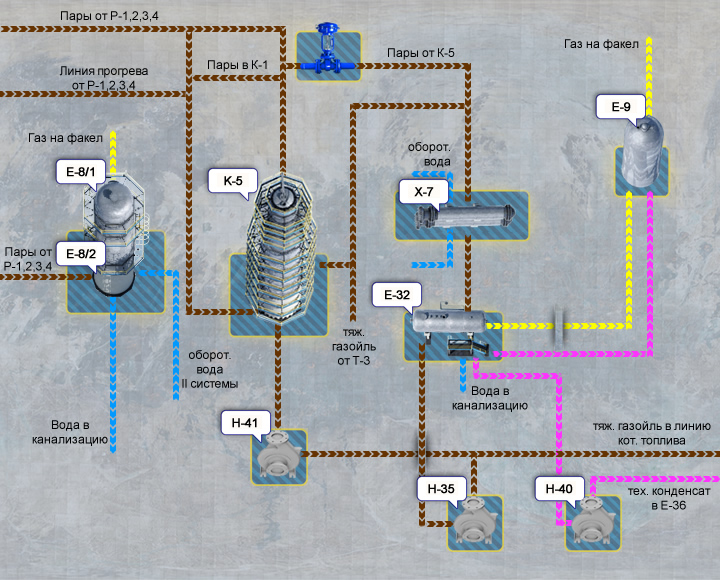 Пары от Р-1,2,3,4
Линия прогрева
от Р-1,2,3,4
Пары в К-1
Пары от К-5
Газ на факел
Е-9
Газ на факел
Е-8/1
К-5
оборот.
вода
Х-7
Е-8/2
Пары от
Р-1,2,3,4
Е-32
тяж.
газойль
от Т-3
оборот.
вода
II системы
Вода в
канализацию
Вода в
канализацию
Н-41
тяж. газойль в линию
кот. топлива
Н-35
Н-40
тех. конденсат
в Е-36